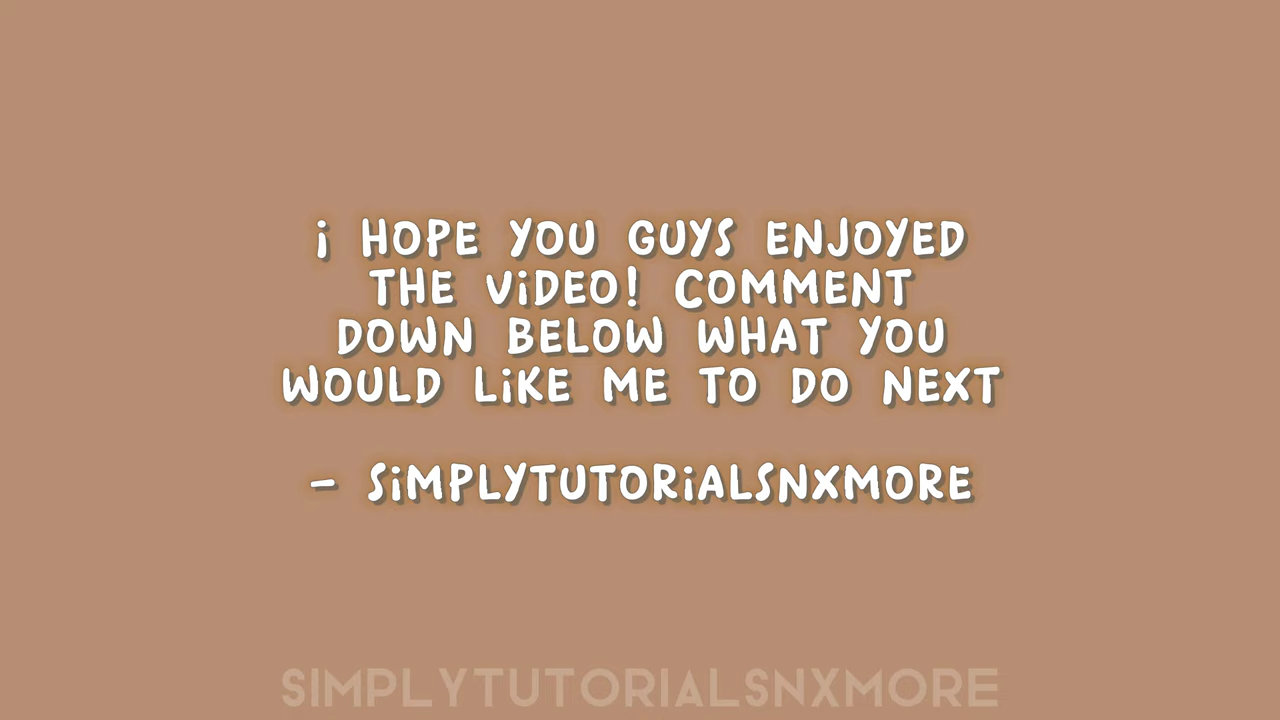 i HOPE YOU GUYS ENJOYED
THE ViDEO! COMMENT
DOWN BELOW WHAT YOU
WOULD LiKE ME TO DO NEXT
- SiMPLYTUTORiALSNXMORE
SIMPLYTUTORIALSNXMORE